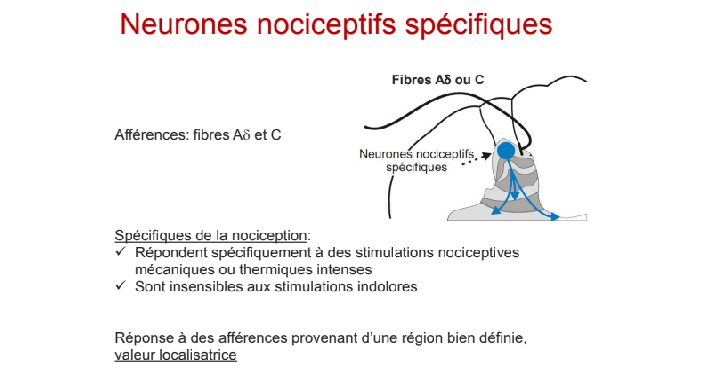 Neurones nociceptifs spécifiques
Fibres Aδ ou C
Afférences: fibres Aδ et C
Neurones nociceptifs
spécifiques
Spécifiques de la nociception:
✓ Répondent spécifiquement à des stimulations nociceptives
mécaniques ou thermiques intenses
✓ Sont insensibles aux stimulations indolores
Réponse à des afférences provenant d'une région bien définie,
valeur localisatrice